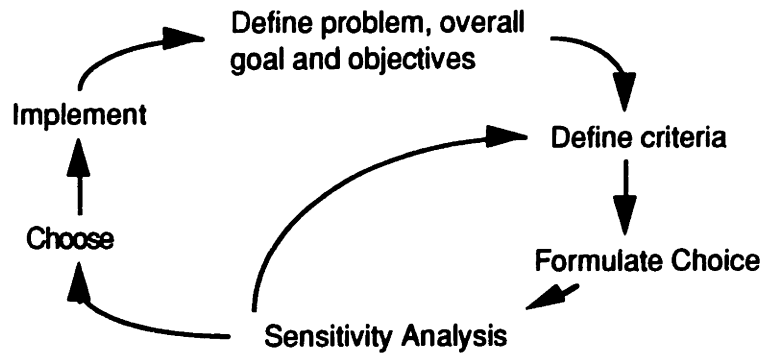 Define problem, overall
goal and objectives
Implement
Define criteria
Choose
Formulate Choice
Sensitivity Analysis